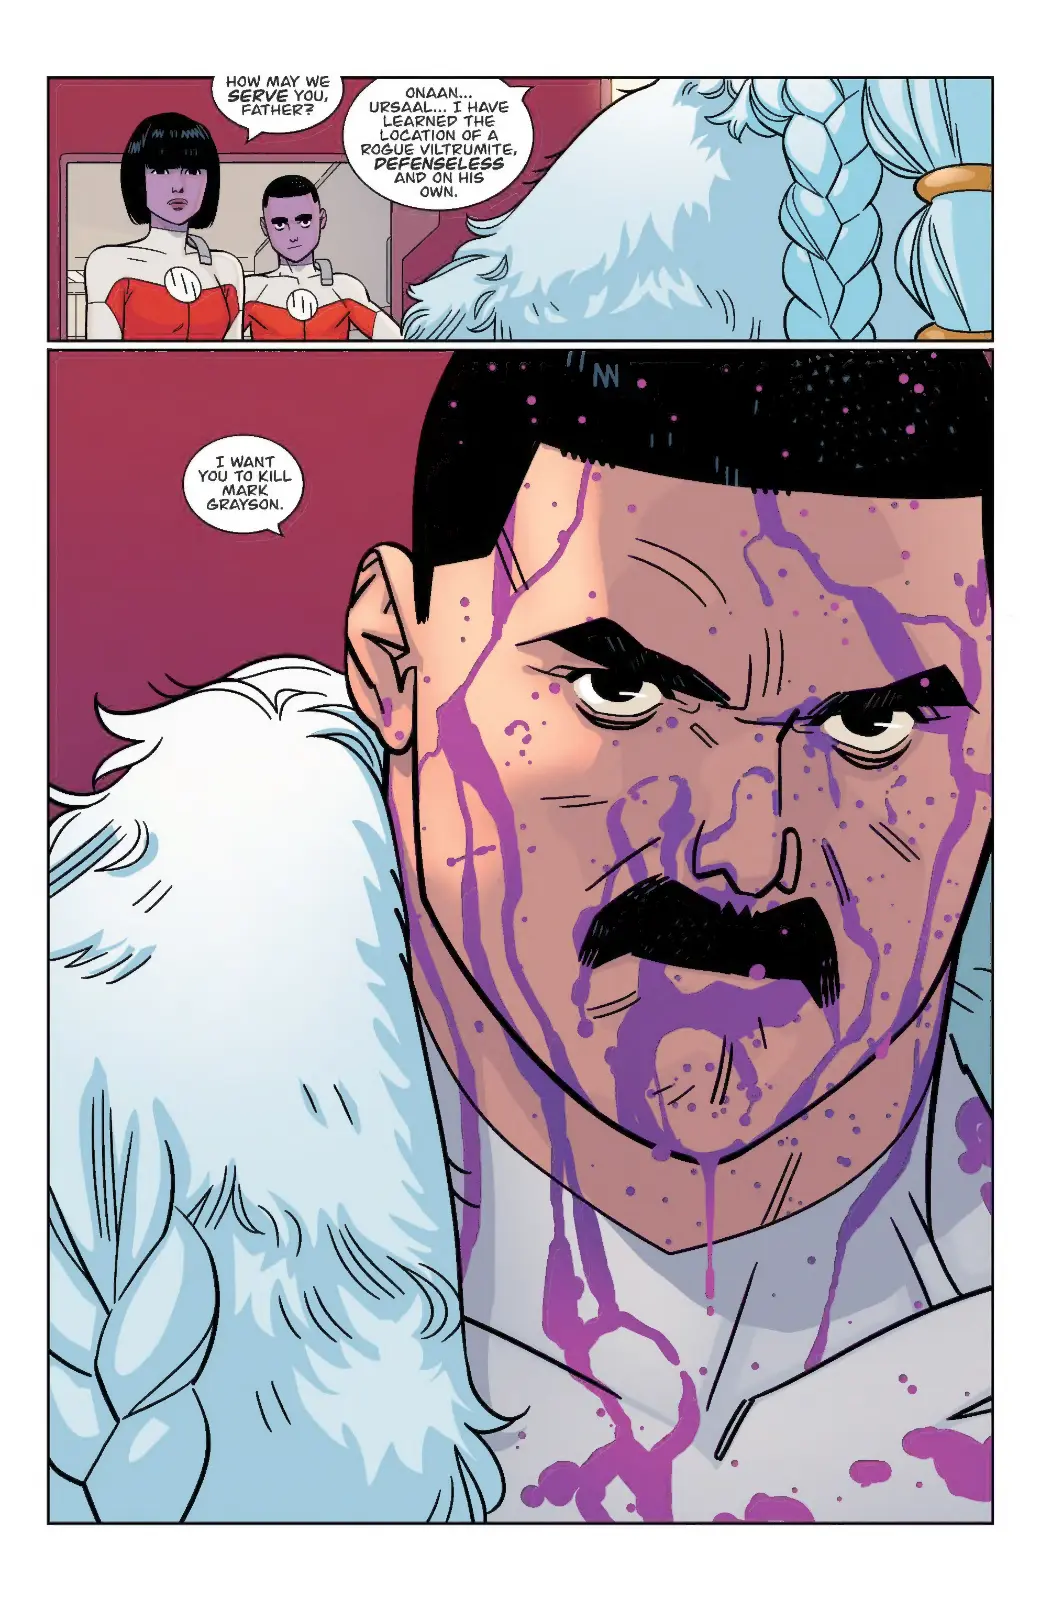 HOW MAY WE
SERVE YOU,
FATHER?
ONAAN...
URSAAL... I HAVE
LEARNED THE
LOCATION OF A
ROGUE VILTRUMITE,
DEFENSELESS
AND ON HIS
OWN.
I WANT
YOU TO KILL
MARK
GRAYSON.